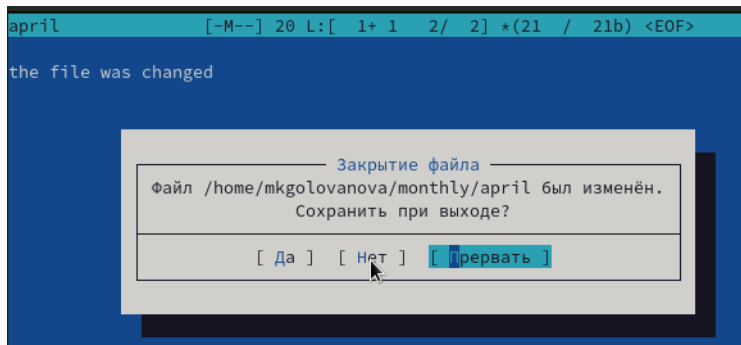 april [-M--] 20 L:[ 1+ 1 2/ 2] *(21 / 21b) <EOF>
the file was changed
Закрытие файла
Файл /home/mkgolovanova/monthly/april был изменён.
Сохранить при выходе?
[ Да ] [ Нет ] [ Прервать ]